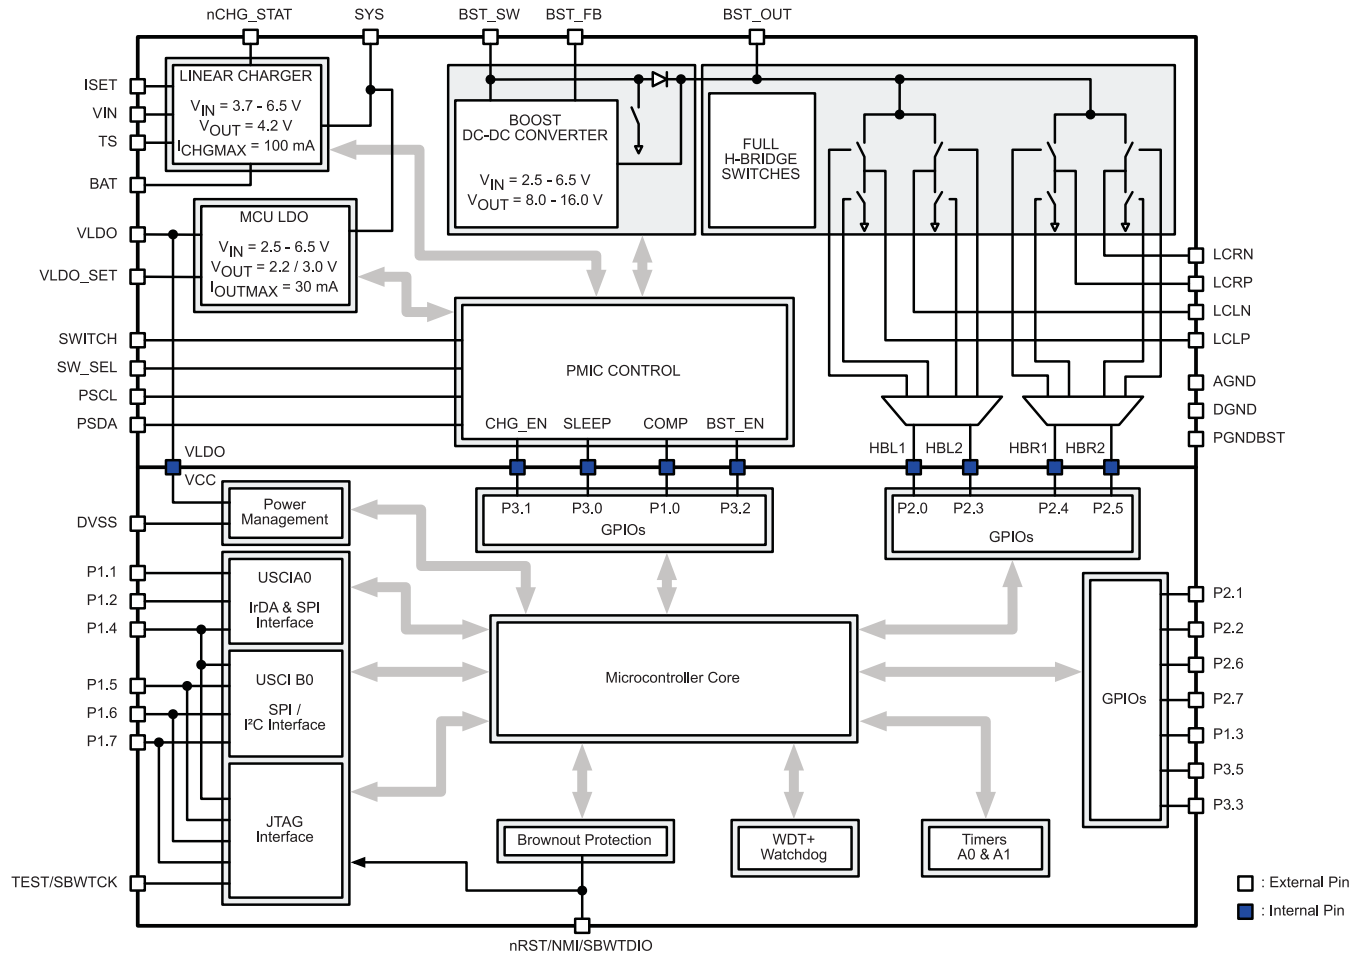 nCHG_STAT
SYS
BST_SW
BST_FB
BST_OUT
ISET
VIN
TS
BAT
VLDO
VLDO_SET
SWITCH
SW_SEL
PSCL
PSDA
LINEAR CHARGER
VIN = 3.7 - 6.5 V
VOUT = 4.2 V
ICHGMAX = 100 mA
MCU LDO
VIN = 2.5 - 6.5 V
VOUT = 2.2 / 3.0 V
IOUTMAX = 30 mA
BOOST
DC-DC CONVERTER
VIN = 2.5 - 6.5 V
VOUT = 8.0 - 16.0 V
FULL
H-BRIDGE
SWITCHES
LCRN
LCRP
LCLN
LCLP
AGND
DGND
PGNDBST
PMIC CONTROL
CHG_EN
SLEEP
COMP
BST_EN
HBL1
HBL2
HBR1
HBR2
VLDO
VCC
DVSS
P1.1
P1.2
P1.4
P1.5
P1.6
P1.7
TEST/SBWTCK
Power
Management
USCIA0
IrDA & SPI
Interface
USCI B0
SPI /
I²C Interface
JTAG
Interface
P3.1
P3.0
P1.0
P3.2
GPIOs
P2.0
P2.3
P2.4
P2.5
GPIOs
Microcontroller Core
GPIOs
P2.1
P2.2
P2.6
P2.7
P1.3
P3.5
P3.3
Brownout Protection
WDT+
Watchdog
Timers
A0 & A1
nRST/NMI/SBWTDIO
: External Pin
: Internal Pin